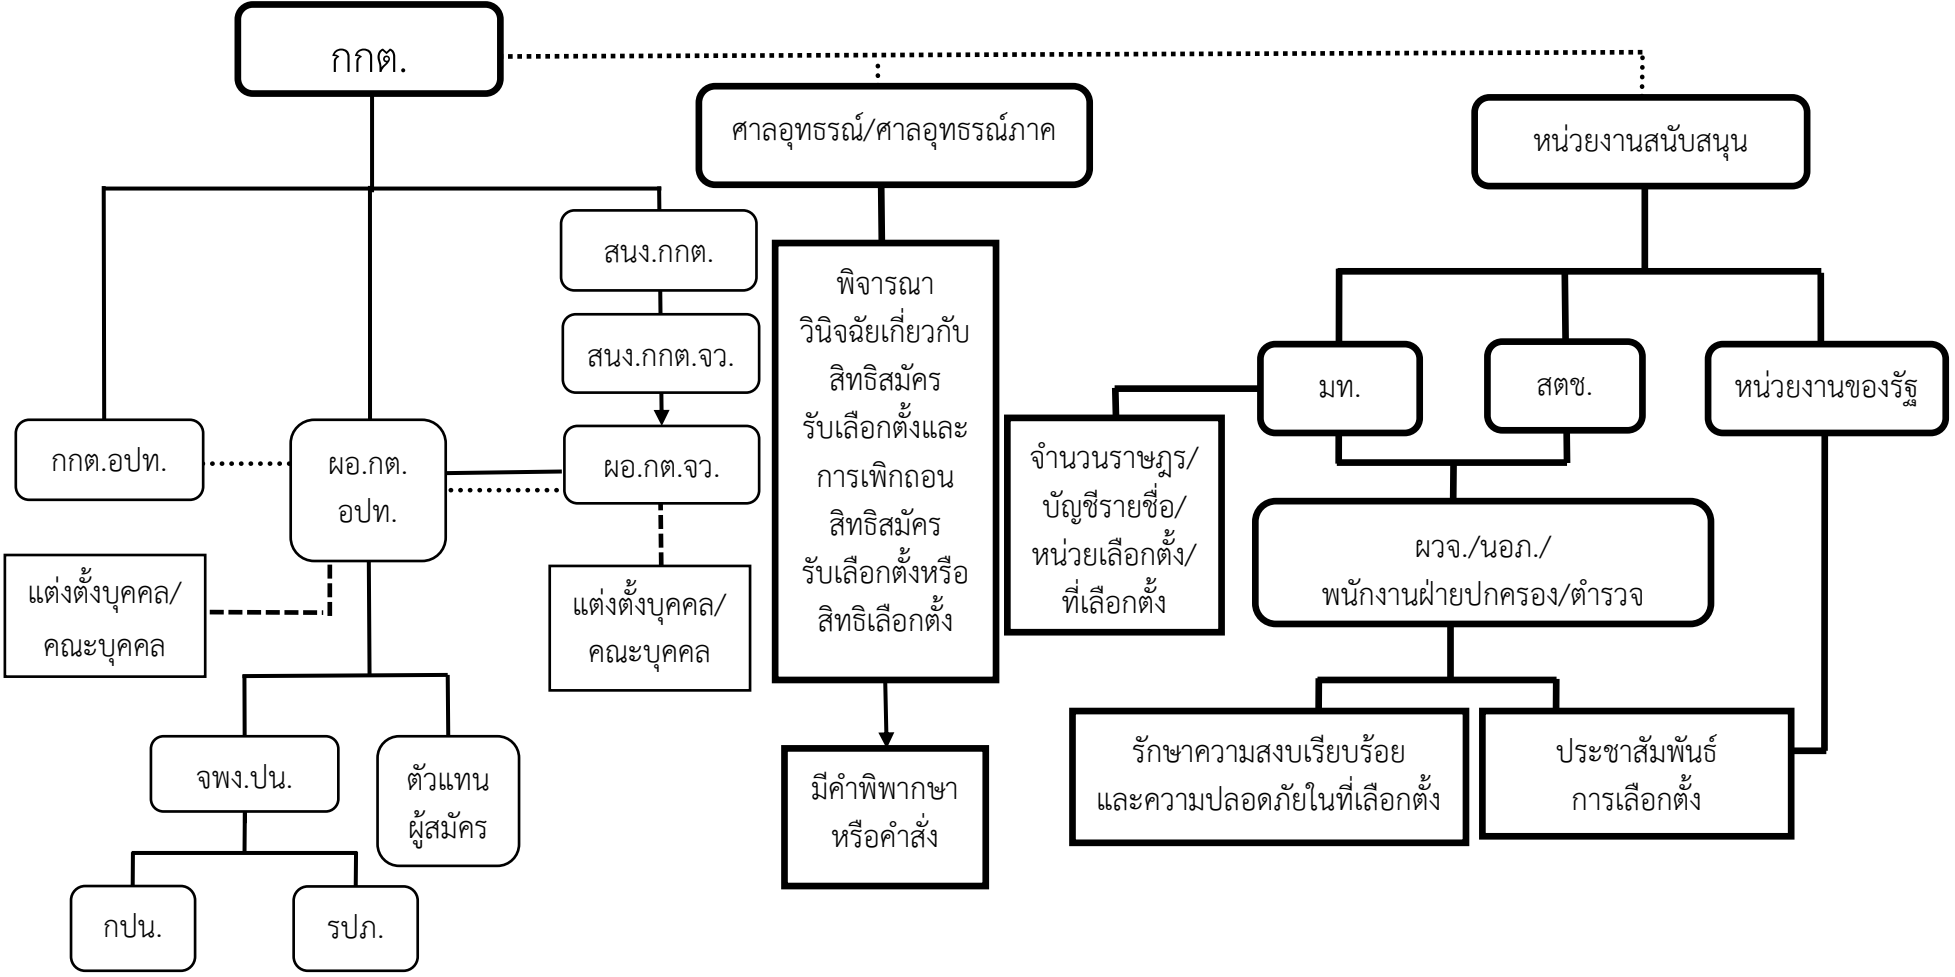 กกต.
ศาลอุทธรณ์/ศาลอุทธรณ์ภาค
หน่วยงานสนับสนุน
สนง.กกต.
สนง.กกต.จว.
กกต.อปท.
ผอ.กต.
อปท.
ผอ.กต.จว.
แต่งตั้งบุคคล/
คณะบุคคล
แต่งตั้งบุคคล/
คณะบุคคล
จพง.ปน.
ตัวแทน
ผู้สมัคร
กปน.
รปภ.
พิจารณา
วินิจฉัยเกี่ยวกับ
สิทธิสมัคร
รับเลือกตั้งและ
การเพิกถอน
สิทธิสมัคร
รับเลือกตั้งหรือ
สิทธิเลือกตั้ง
มีคำพิพากษา
หรือคำสั่ง
มท.
สตช.
หน่วยงานของรัฐ
จำนวนราษฎร/
บัญชีรายชื่อ/
หน่วยเลือกตั้ง/
ที่เลือกตั้ง
ผวจ./นอภ./
พนักงานฝ่ายปกครอง/ตำรวจ
รักษาความสงบเรียบร้อย
และความปลอดภัยในที่เลือกตั้ง
ประชาสัมพันธ์
การเลือกตั้ง